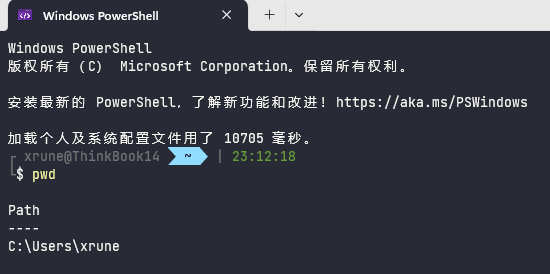 Windows PowerShell
Windows PowerShell
版权所有 (C)  Microsoft Corporation。保留所有权利。
安装最新的 PowerShell，了解新功能和改进！https://aka.ms/PSWindows
加载个人及系统配置文件用了 10705 毫秒。
xrune@ThinkBook14 ~ | 23:12:18
$ pwd
Path
----
C:\Users\xrune